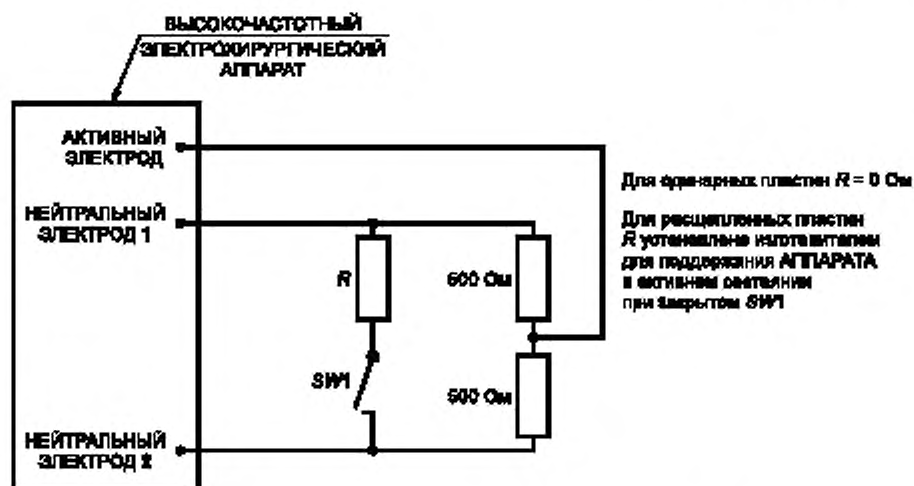 ВЫСОКОЧАСТОТНЫЙ
ЭЛЕКТРОХИРУРГИЧЕСКИЙ
АППАРАТ
АКТИВНЫЙ
ЭЛЕКТРОД
НЕЙТРАЛЬНЫЙ
ЭЛЕКТРОД 1
R
SW1
500 Ом
500 Ом
НЕЙТРАЛЬНЫЙ
ЭЛЕКТРОД 2
Для одинарных пластин R = 0 Ом
Для расщепленных пластин
R установлено изготовителем
для поддержания АППАРАТА
в активном состоянии
при закрытом SW1